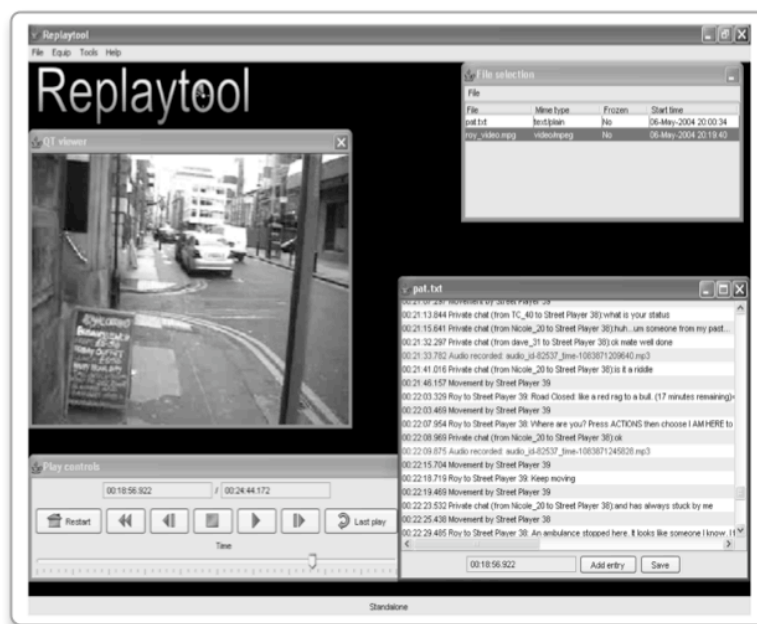 Replaytool
File Equip Tools Help
Replaytool
File selection
File
File Mime type Frozen Start time
pat.txt text/plain No 06-May-2004 20:00:34
roy_video.mpg video/mpeg No 06-May-2004 20:19:40
QT viewer
pat.txt
00:21:07.297 Movement by Street Player 39
00:21:13.844 Private chat (from TC_40 to Street Player 38):what is your status
00:21:15.641 Private chat (from Nicole_20 to Street Player 38):huh...um someone from my past...
00:21:32.297 Private chat (from dave_31 to Street Player 38):ok mate well done
00:21:33.782 Audio recorded: audio_id-82537_time-1083871209640.mp3
00:21:41.016 Private chat (from Nicole_20 to Street Player 38):is it a riddle
00:21:46.157 Movement by Street Player 39
00:22:03.329 Roy to Street Player 39: Road Closed: like a red rag to a bull. (17 minutes remaining)
00:22:03.469 Movement by Street Player 39
00:22:07.954 Roy to Street Player 38: Where are you? Press ACTIONS then choose I AM HERE to
00:22:08.969 Private chat (from Nicole_20 to Street Player 38):ok
00:22:09.875 Audio recorded: audio_id-82537_time-1083871245828.mp3
00:22:15.704 Movement by Street Player 39
00:22:18.719 Roy to Street Player 39: Keep moving
00:22:19.469 Movement by Street Player 39
00:22:23.532 Private chat (from Nicole_20 to Street Player 38):and has always stuck by me
00:22:25.438 Movement by Street Player 38
00:22:29.485 Roy to Street Player 38: An ambulance stopped here. It looks like someone I know. I
00:18:56.922 Add entry Save
Play controls
00:18:56.922 / 00:24:44.172
Restart Last play
Time
Standalone